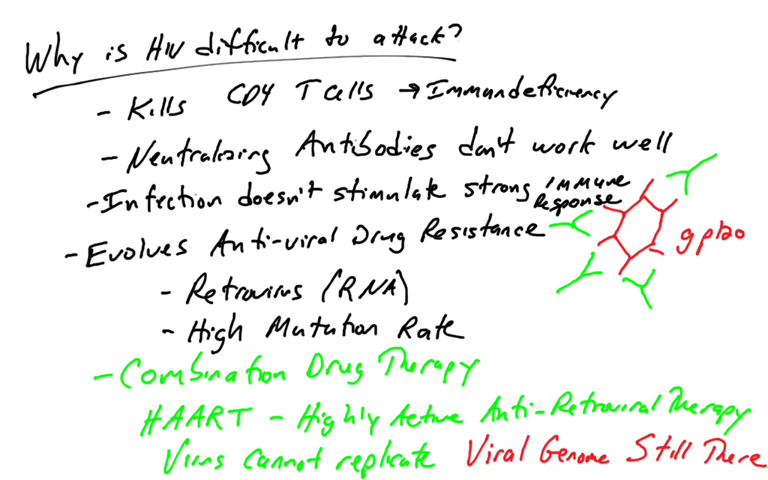 Why is HIV difficult to attack?
- Kills CD4 T Cells → Immundeficiency
- Neutralizing Antibodies don't work well
- Infection doesn't stimulate strong Immune Response
- Evolves Anti-viral Drug Resistance
gp120
- Retrovirus (RNA)
- High Mutation Rate
- Combination Drug Therapy
HAART - Highly Active Anti-Retroviral Therapy
Virus cannot replicate Viral Genome Still There